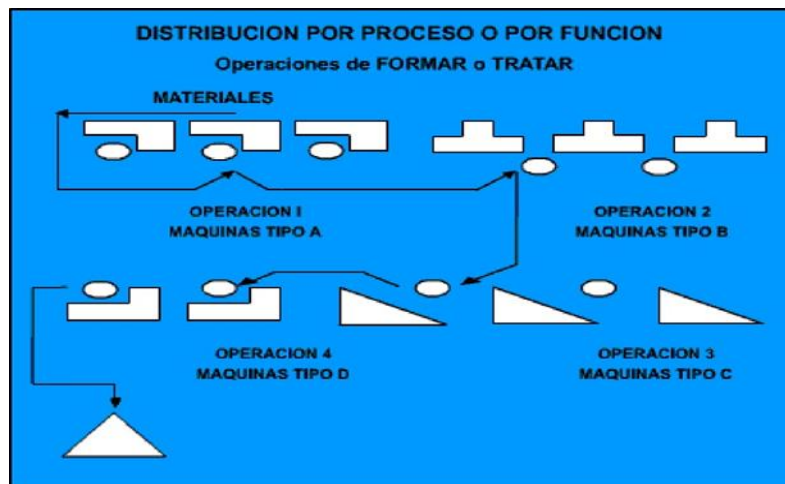 DISTRIBUCION POR PROCESO O POR FUNCION
Operaciones de FORMAR o TRATAR
MATERIALES
OPERACION I
MAQUINAS TIPO A
OPERACION 2
MAQUINAS TIPO B
OPERACION 4
MAQUINAS TIPO D
OPERACION 3
MAQUINAS TIPO C